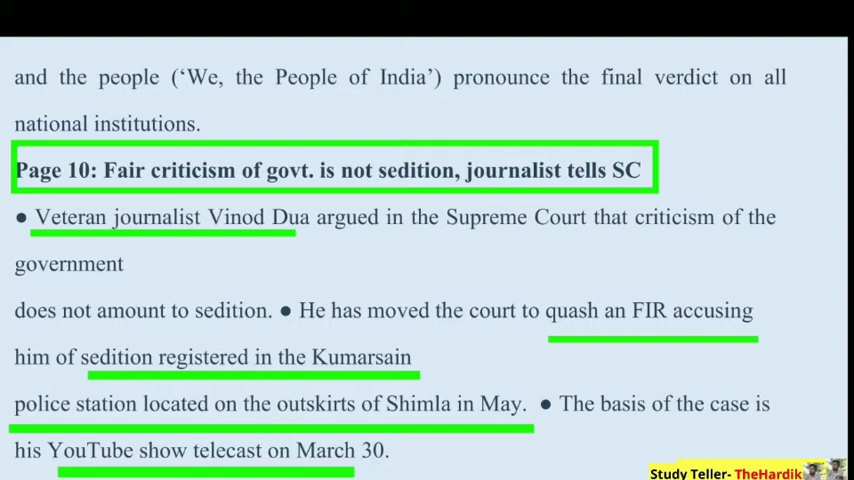 and the people (‘We, the People of India’) pronounce the final verdict on all
national institutions.
Page 10: Fair criticism of govt. is not sedition, journalist tells SC
● Veteran journalist Vinod Dua argued in the Supreme Court that criticism of the
government
does not amount to sedition. ● He has moved the court to quash an FIR accusing
him of sedition registered in the Kumarsain
police station located on the outskirts of Shimla in May. ● The basis of the case is
his YouTube show telecast on March 30.
Study Teller- TheHardik